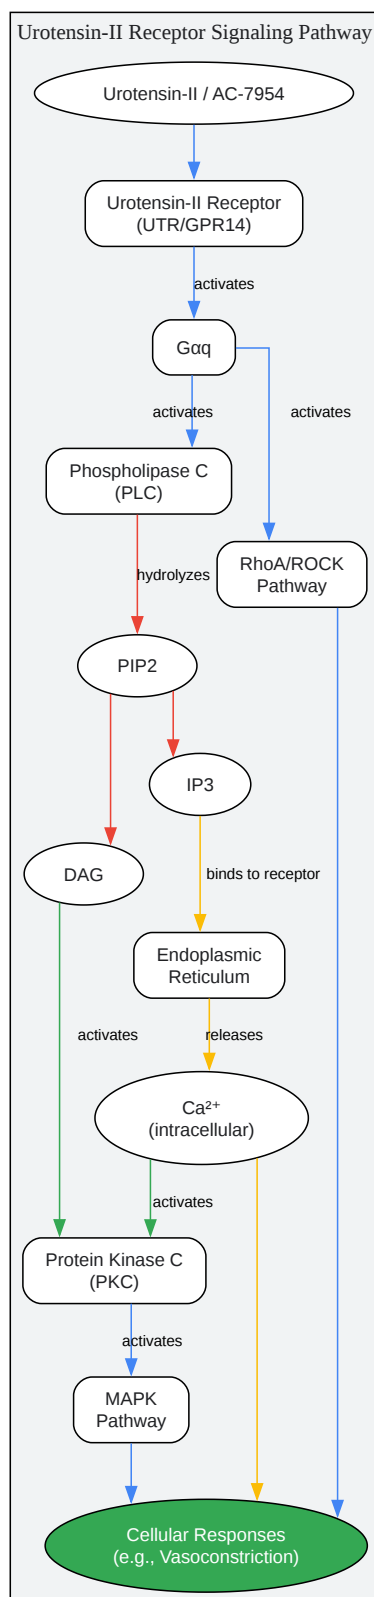 Urotensin-II Receptor Signaling Pathway
Urotensin-II / AC-7954
Urotensin-II Receptor
(UTR/GPR14)
activates
Gαq
activates
activates
Phospholipase C
(PLC)
hydrolyzes
RhoA/ROCK
Pathway
PIP2
IP3
DAG
binds to receptor
Endoplasmic
Reticulum
activates
releases
Ca²⁺
(intracellular)
activates
Protein Kinase C
(PKC)
activates
MAPK
Pathway
Cellular Responses
(e.g., Vasoconstriction)